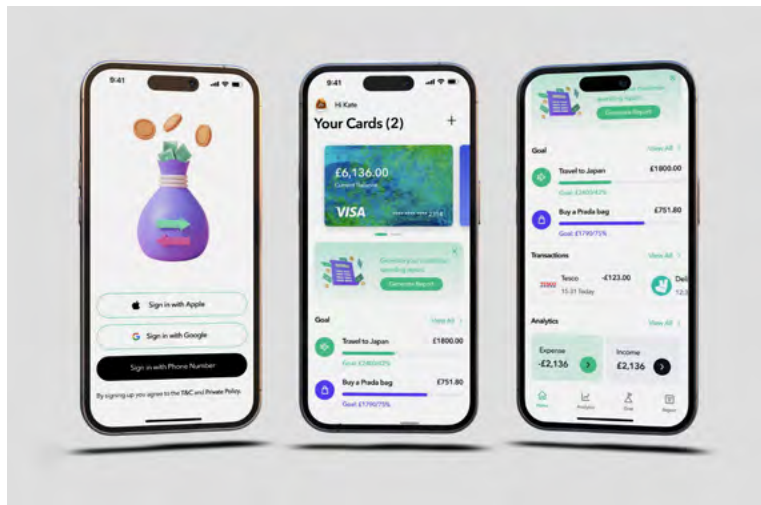 9:41
Sign in with Apple
Sign in with Google
Sign in with Phone Number
By signing up you agree to the T&C and Private Policy.
9:41
Hi Kate
Your Cards (2)
+
£6,136.00
Current Balance
VISA
Generate Report
Goal
View All >
Travel to Japan £1800.00
Buy a Prada bag £751.80
Goal: £1790/75%
9:41
Generate Report
Goal
View All >
Travel to Japan £1800.00
Buy a Prada bag £751.80
Goal: £1790/75%
Transactions
View All >
TESCO
Tesco -£123.00
15:31 Today
Deli
Analytics
View All >
Expense
-£2,136
Income
£2,136
Home
Analytics
Goal
Report